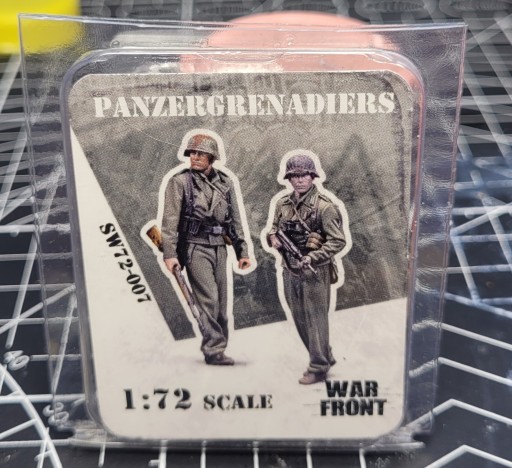 PANZERGRENADIERS
SW72-007
1:72 SCALE
WAR
FRONT